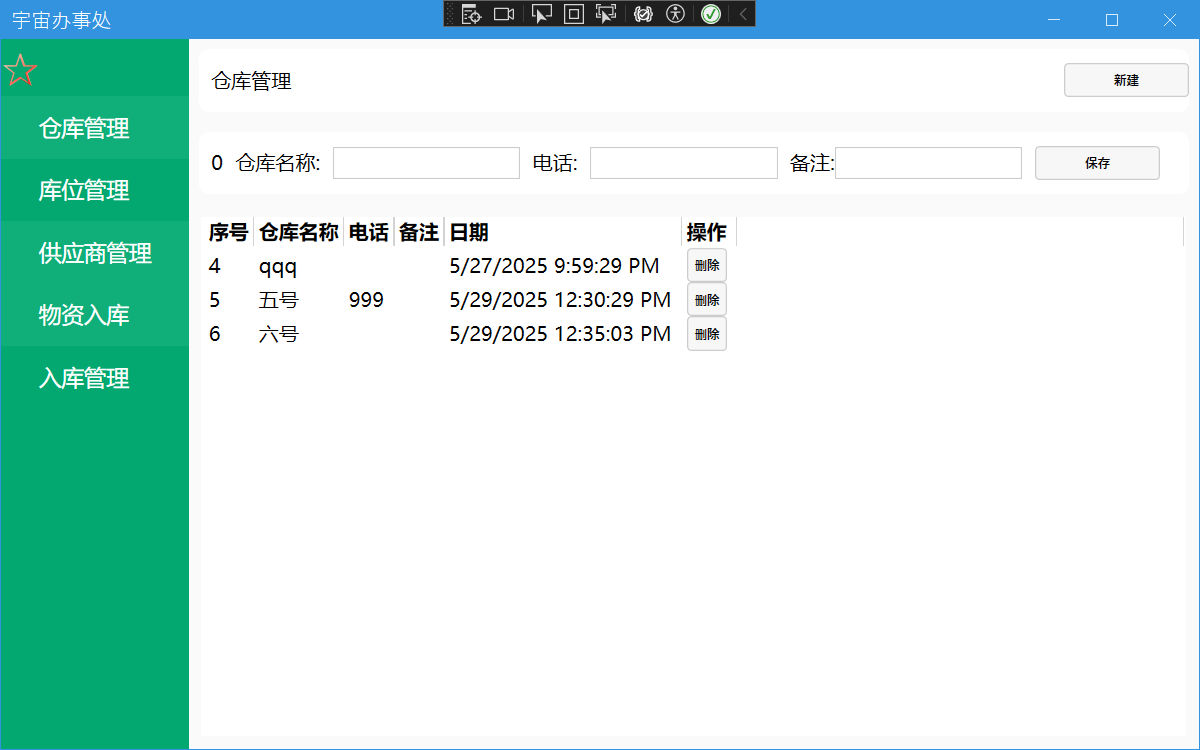 宇宙办事处
仓库管理
库位管理
供应商管理
物资入库
入库管理
仓库管理 新建
0 仓库名称: 电话: 备注: 保存
序号 仓库名称 电话 备注 日期 操作
4 qqq 5/27/2025 9:59:29 PM 删除
5 五号 999 5/29/2025 12:30:29 PM 删除
6 六号 5/29/2025 12:35:03 PM 删除